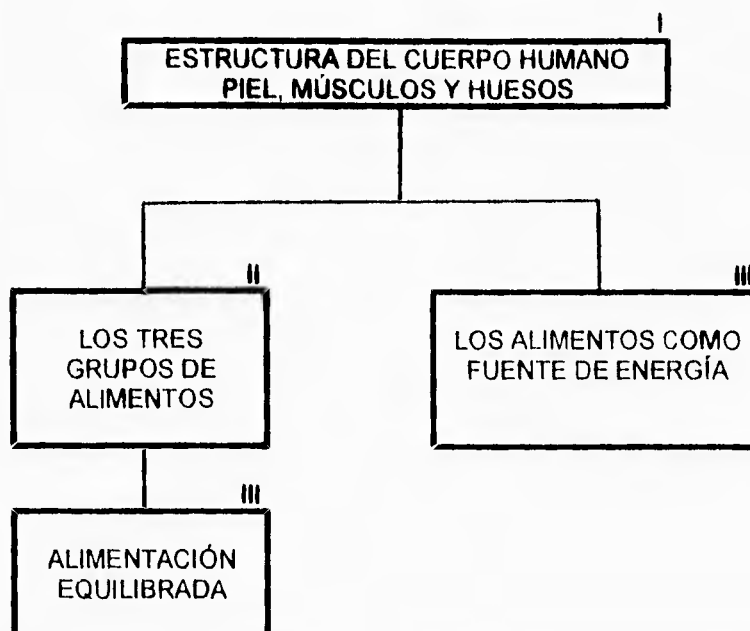 I
ESTRUCTURA DEL CUERPO HUMANO
PIEL, MÚSCULOS Y HUESOS
II
LOS TRES
GRUPOS DE
ALIMENTOS
III
LOS ALIMENTOS COMO
FUENTE DE ENERGÍA
III
ALIMENTACIÓN
EQUILIBRADA